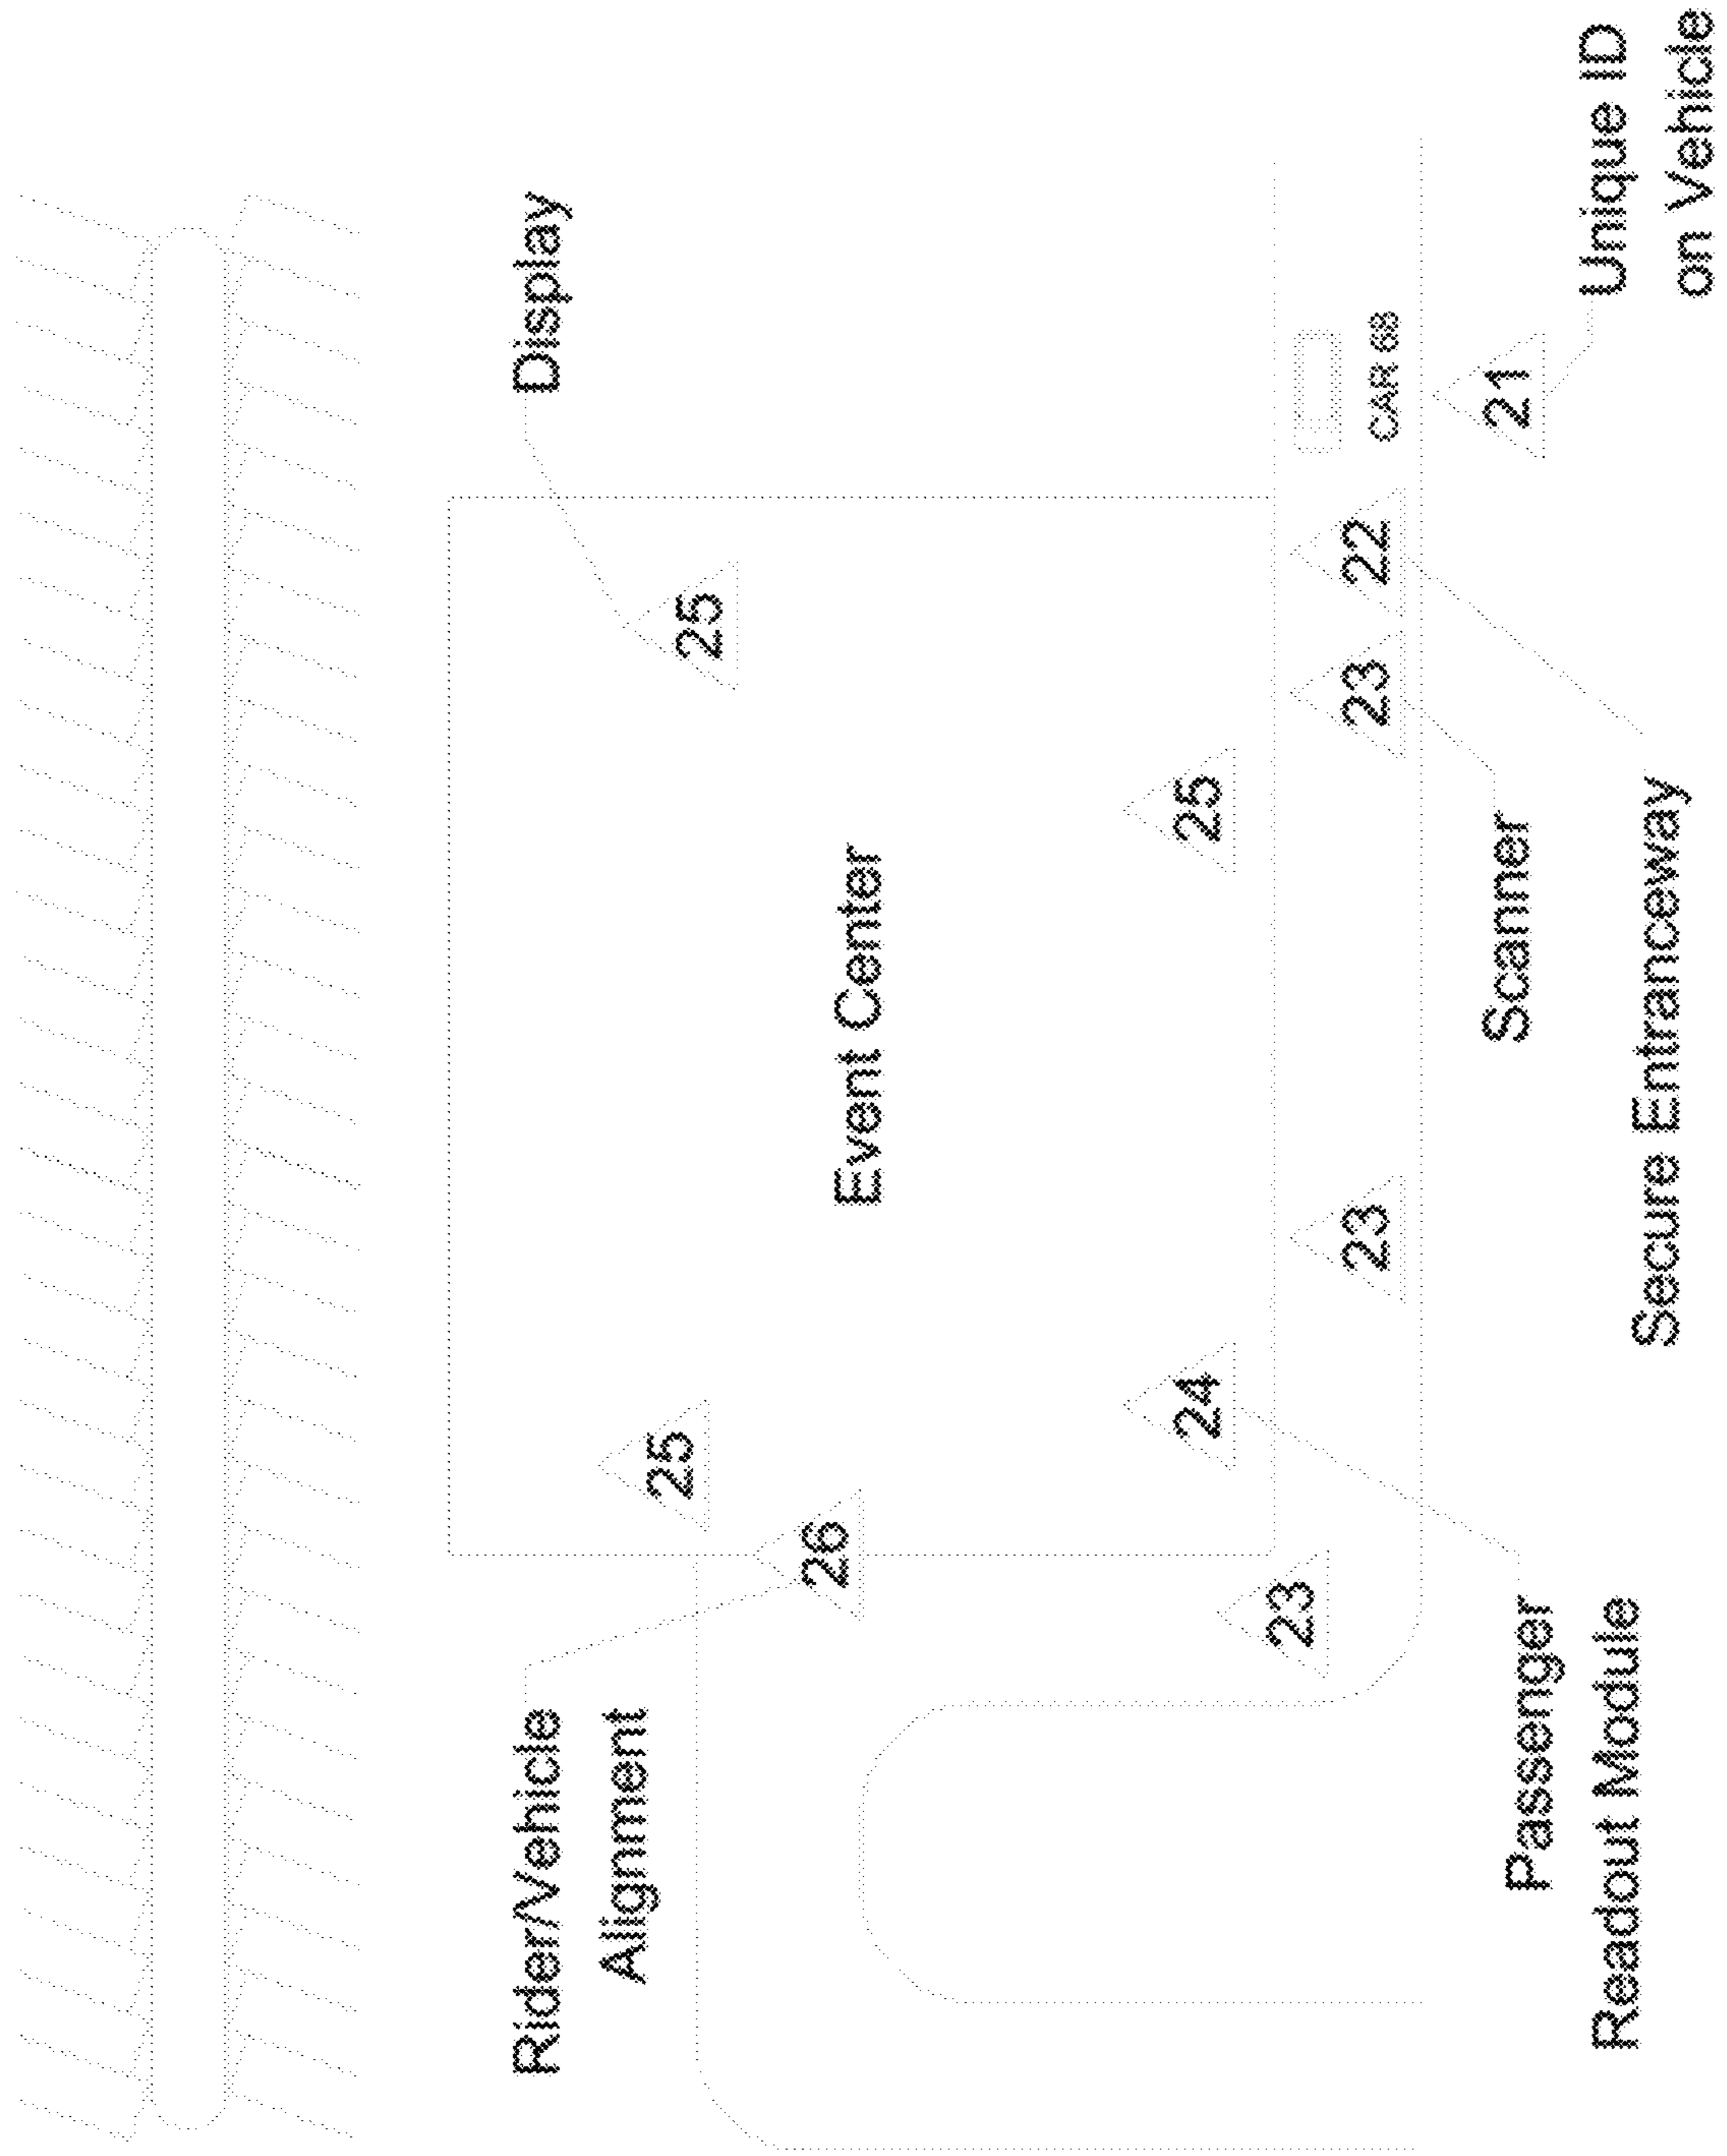 Rider/Vehicle
Alignment
Display
25
25
26
Event Center
24
25
23
23
23
22
CAR 68
21
Passenger
Readout Module
Scanner
Secure Entranceway
Unique ID
on Vehicle